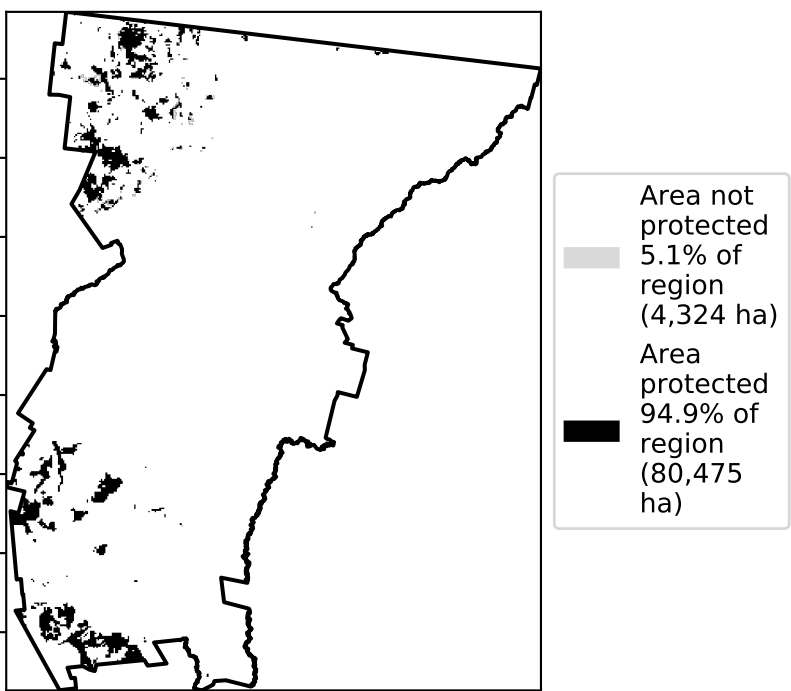 Area not
protected
5.1% of
region
(4,324 ha)
Area
protected
94.9% of
region
(80,475
ha)